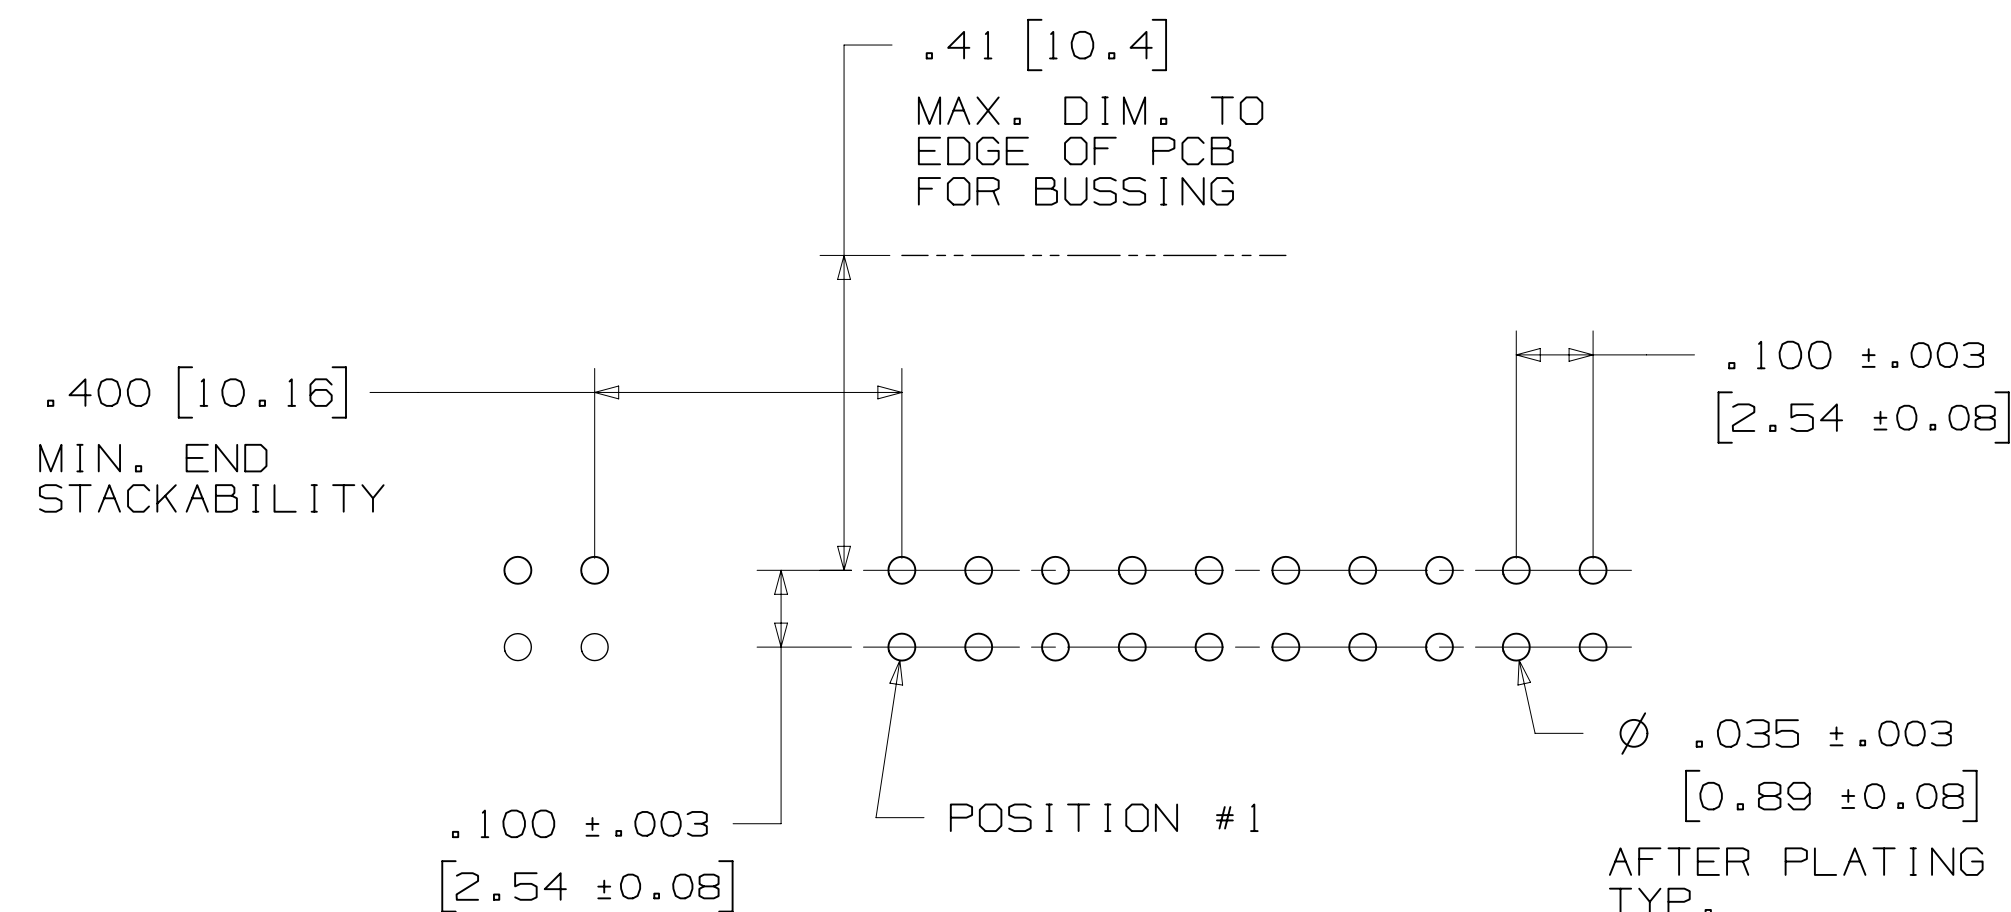 .41 [10.4]
MAX. DIM. TO
EDGE OF PCB
FOR BUSSING
.400 [10.16]
MIN. END
STACKABILITY
.100 ±.003
[2.54 ±0.08]
Ø .035 ±.003
[0.89 ±0.08]
AFTER PLATING
TYP.
POSITION #1
.100 ±.003
[2.54 ±0.08]